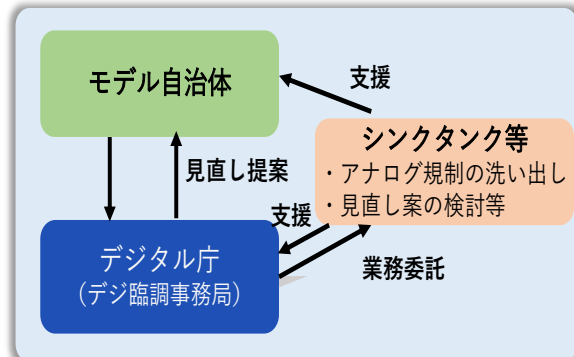 モデル自治体
支援
シンクタンク等
・アナログ規制の洗い出し
・見直し案の検討等
見直し提案
支援
デジタル庁
（デジ臨調事務局）
業務委託